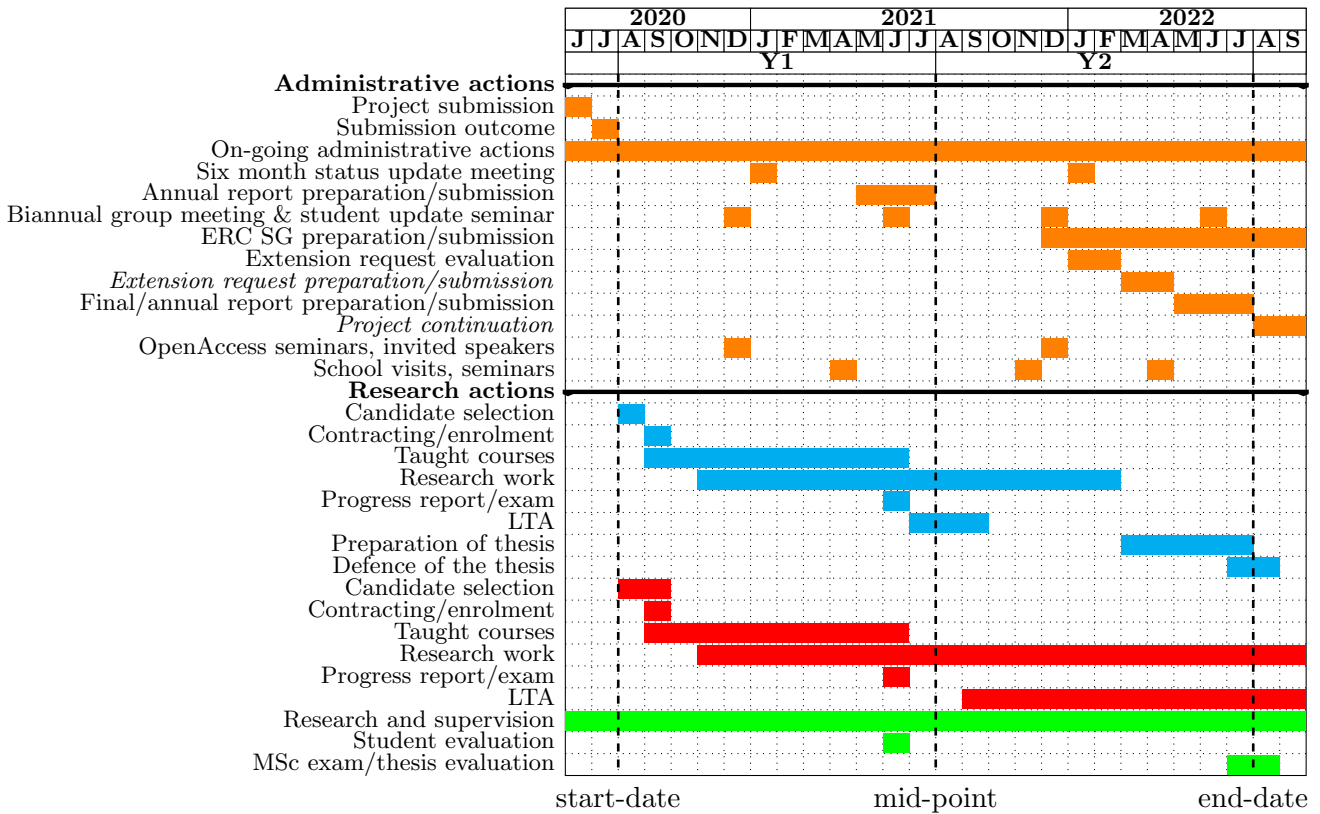 2020 2021 2022
J J A S O N D J F M A M J J A S O N D J F M A M J J A S
Y1 Y2
Administrative actions
Project submission
Submission outcome
On-going administrative actions
Six month status update meeting
Annual report preparation/submission
Biannual group meeting & student update seminar
ERC SG preparation/submission
Extension request evaluation
Extension request preparation/submission
Final/annual report preparation/submission
Project continuation
OpenAccess seminars, invited speakers
School visits, seminars
Research actions
Candidate selection
Contracting/enrolment
Taught courses
Research work
Progress report/exam
LTA
Preparation of thesis
Defence of the thesis
Candidate selection
Contracting/enrolment
Taught courses
Research work
Progress report/exam
LTA
Research and supervision
Student evaluation
MSc exam/thesis evaluation
start-date mid-point end-date